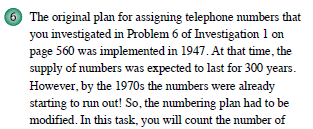 6 The original plan for assigning telephone numbers that
you investigated in Problem 6 of Investigation 1 on
page 560 was implemented in 1947. At that time, the
supply of numbers was expected to last for 300 years.
However, by the 1970s the numbers were already
starting to run out! So, the numbering plan had to be
modified. In this task, you will count the number of